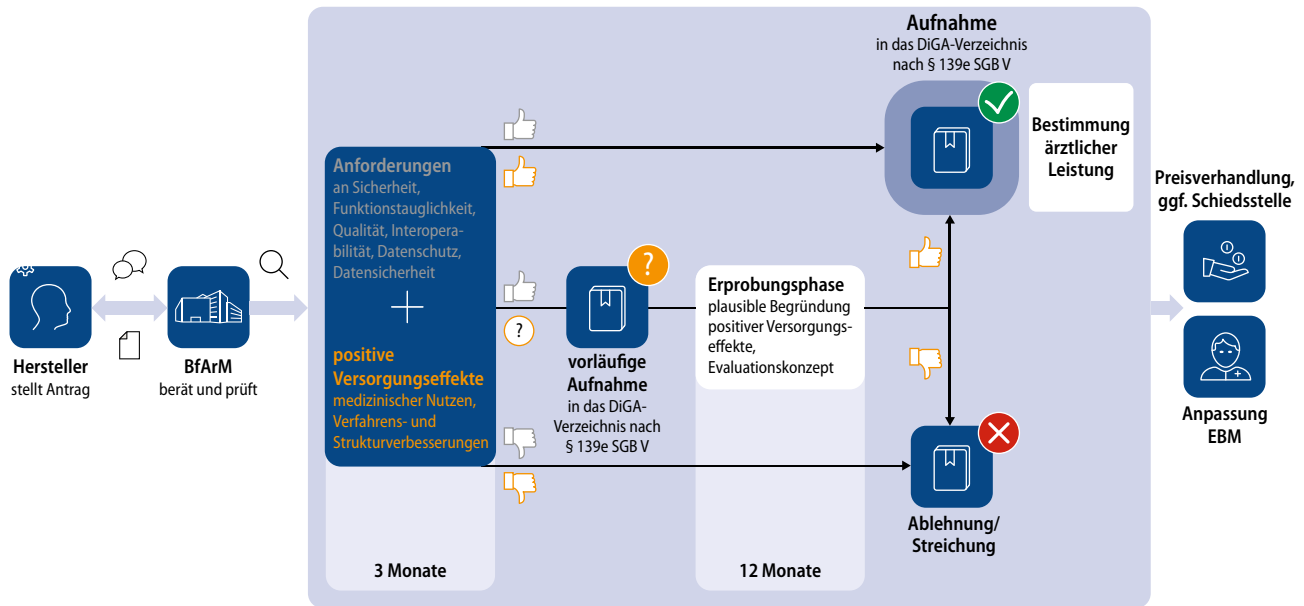 Hersteller
stellt Antrag
BfArM
berät und prüft
Anforderungen
an Sicherheit,
Funktionstauglichkeit,
Qualität, Interopera-
bilität, Datenschutz,
Datensicherheit
positive
Versorgungseffekte
medizinischer Nutzen,
Verfahrens- und
Strukturverbesserungen
3 Monate
?
?
vorläufige
Aufnahme
in das DiGA-
Verzeichnis nach
§ 139e SGB V
Erprobungsphase
plausible Begründung
positiver Versorgungs-
effekte,
Evaluationskonzept
12 Monate
Aufnahme
in das DiGA-Verzeichnis
nach § 139e SGB V
Bestimmung
ärztlicher
Leistung
Ablehnung/
Streichung
Preisverhandlung,
ggf. Schiedsstelle
Anpassung
EBM